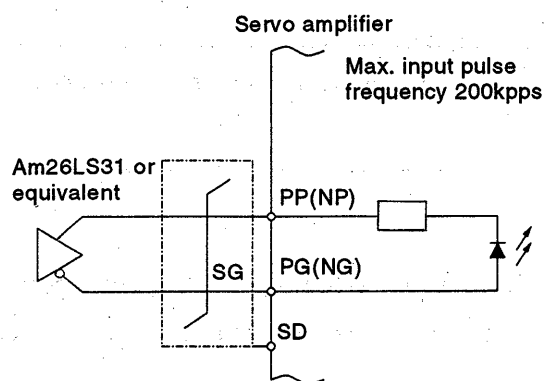 Servo amplifier
Max. input pulse
frequency 200kpps
Am26LS31 or
equivalent
PP(NP)
SG
PG(NG)
SD